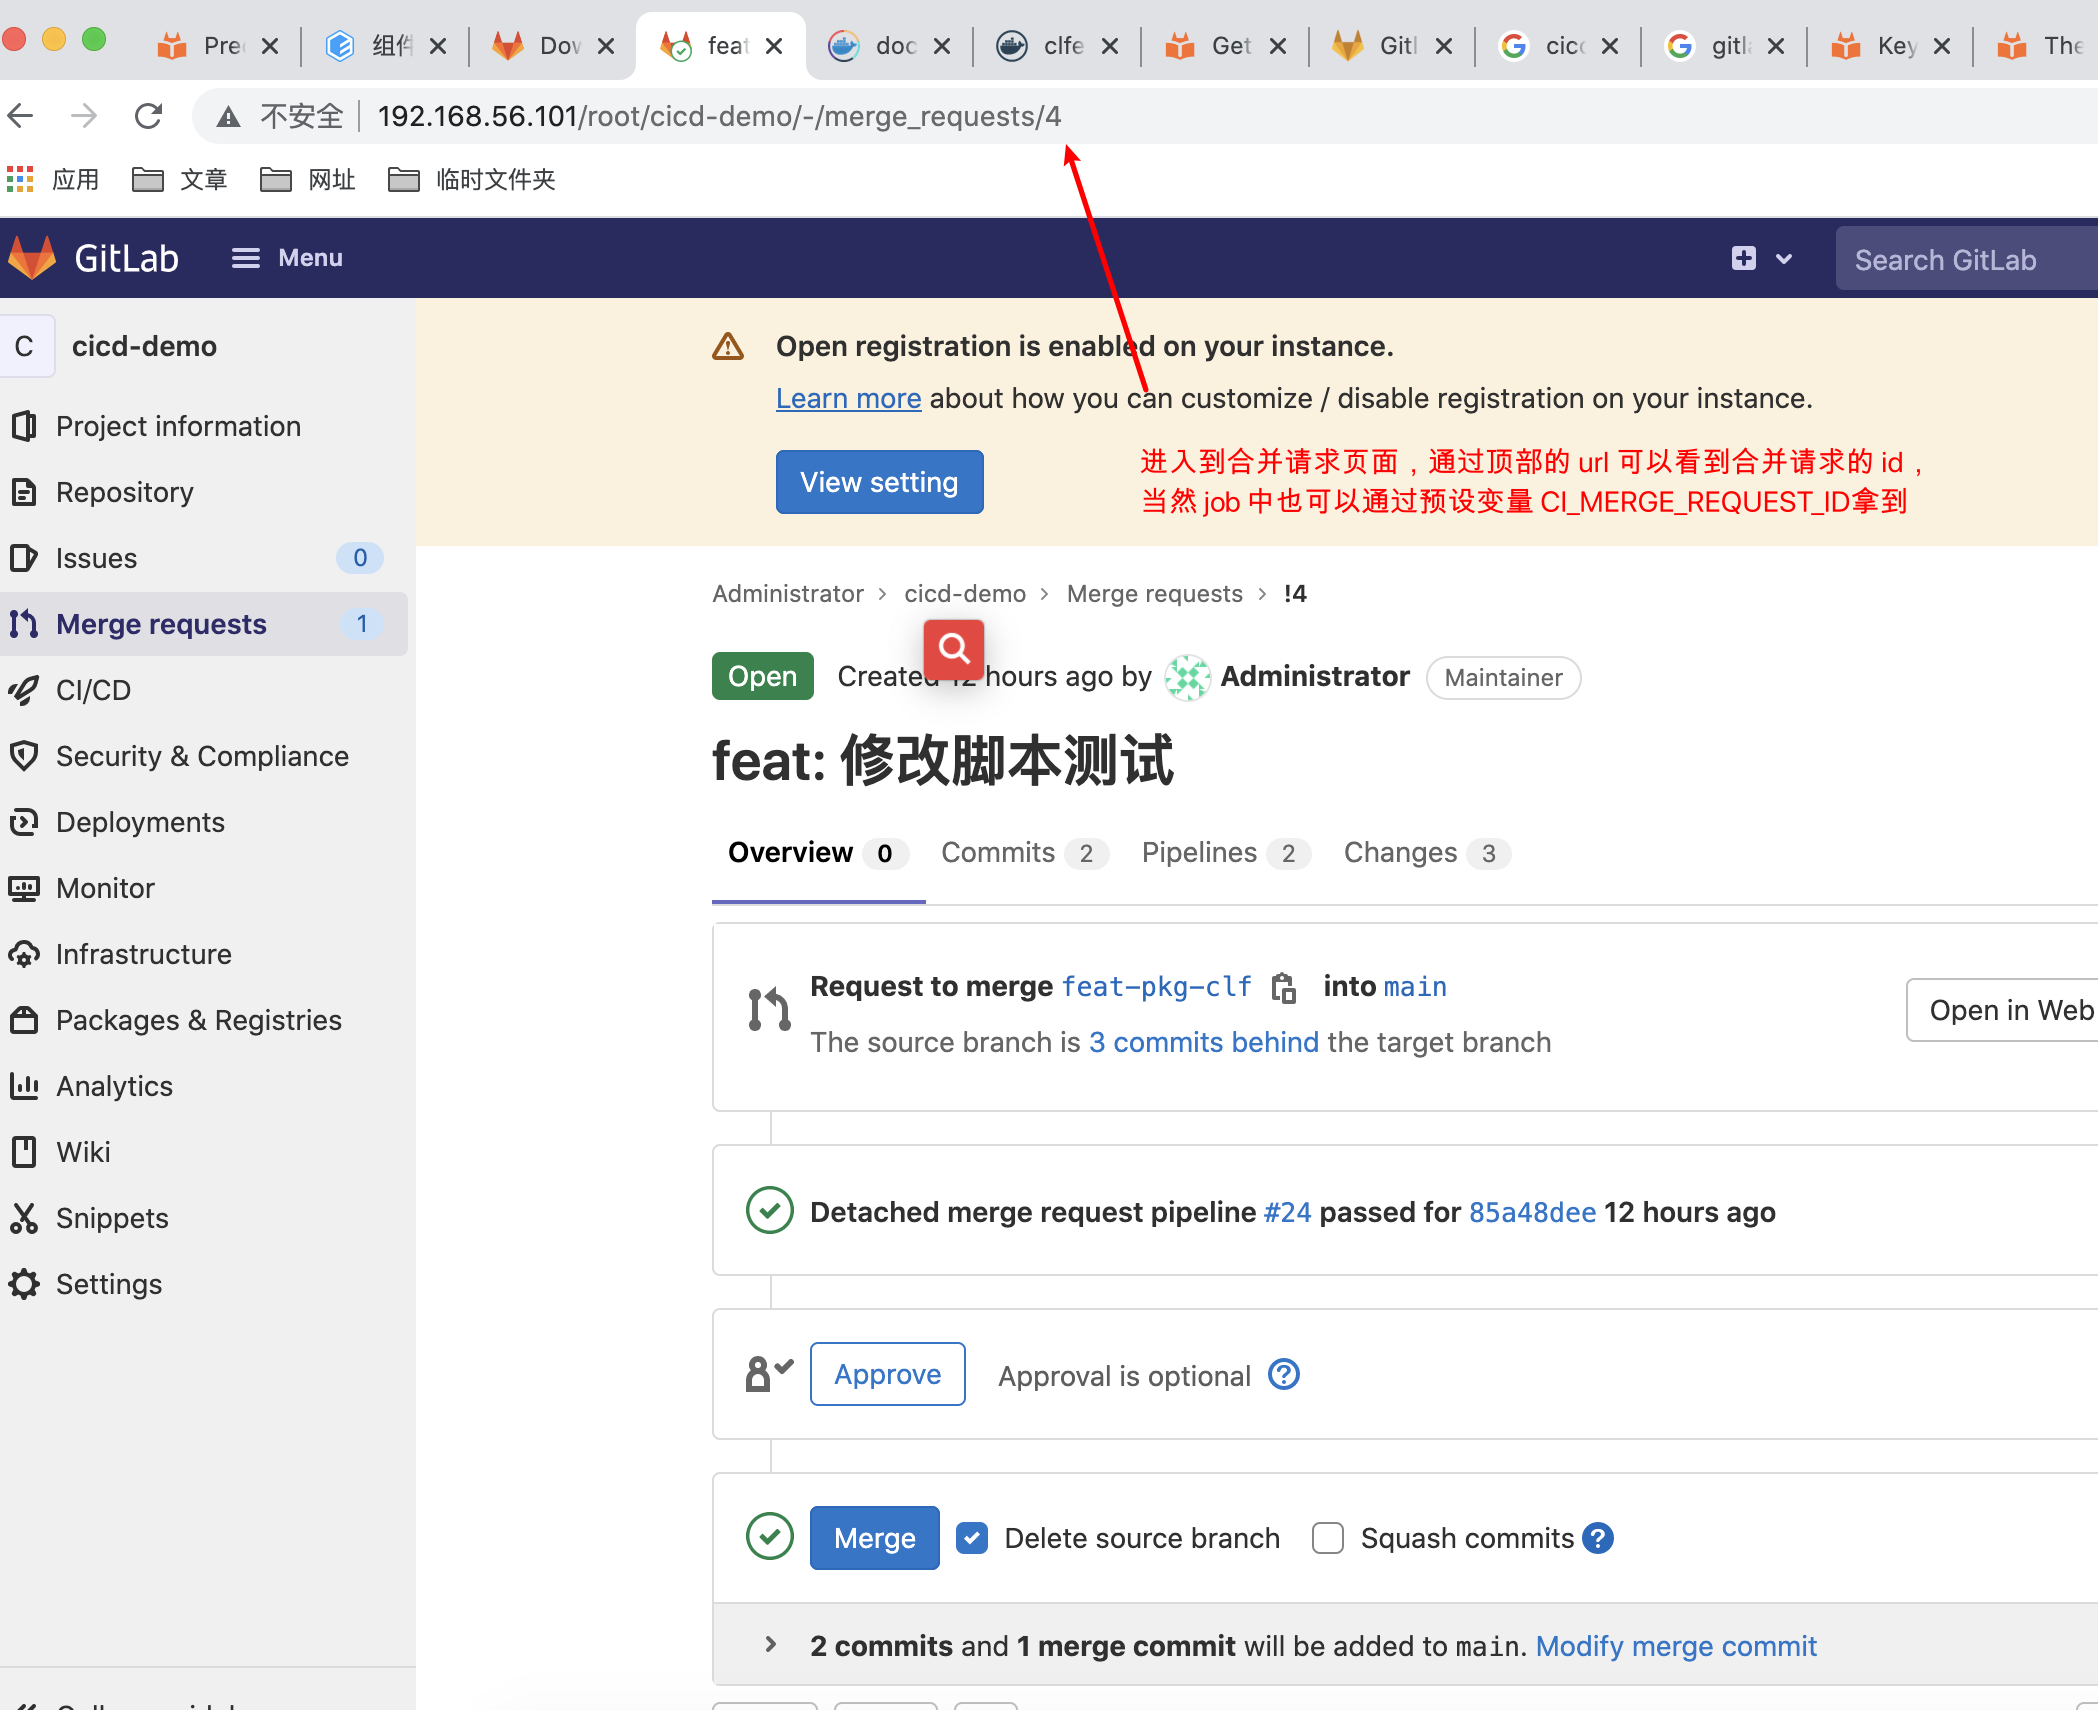 Pre
组件
Dow
feat
doc
clfe
Get
Gitl
cicd
gitla
Key
The
不安全
192.168.56.101/root/cicd-demo/-/merge_requests/4
应用
文章
网址
临时文件夹
GitLab
Menu
Search GitLab
C
cicd-demo
Project information
Repository
Issues 0
Merge requests 1
CI/CD
Security & Compliance
Deployments
Monitor
Infrastructure
Packages & Registries
Analytics
Wiki
Snippets
Settings
Open registration is enabled on your instance.
Learn more about how you can customize / disable registration on your instance.
View setting
进入到合并请求页面，通过顶部的 url 可以看到合并请求的 id，
当然 job 中也可以通过预设变量 CI_MERGE_REQUEST_ID拿到
Administrator > cicd-demo > Merge requests > !4
Open Created 12 hours ago by Administrator Maintainer
feat: 修改脚本测试
Overview 0 Commits 2 Pipelines 2 Changes 3
Request to merge feat-pkg-clf into main
The source branch is 3 commits behind the target branch
Open in Web
Detached merge request pipeline #24 passed for 85a48dee 12 hours ago
Approve Approval is optional
Merge Delete source branch Squash commits
2 commits and 1 merge commit will be added to main. Modify merge commit